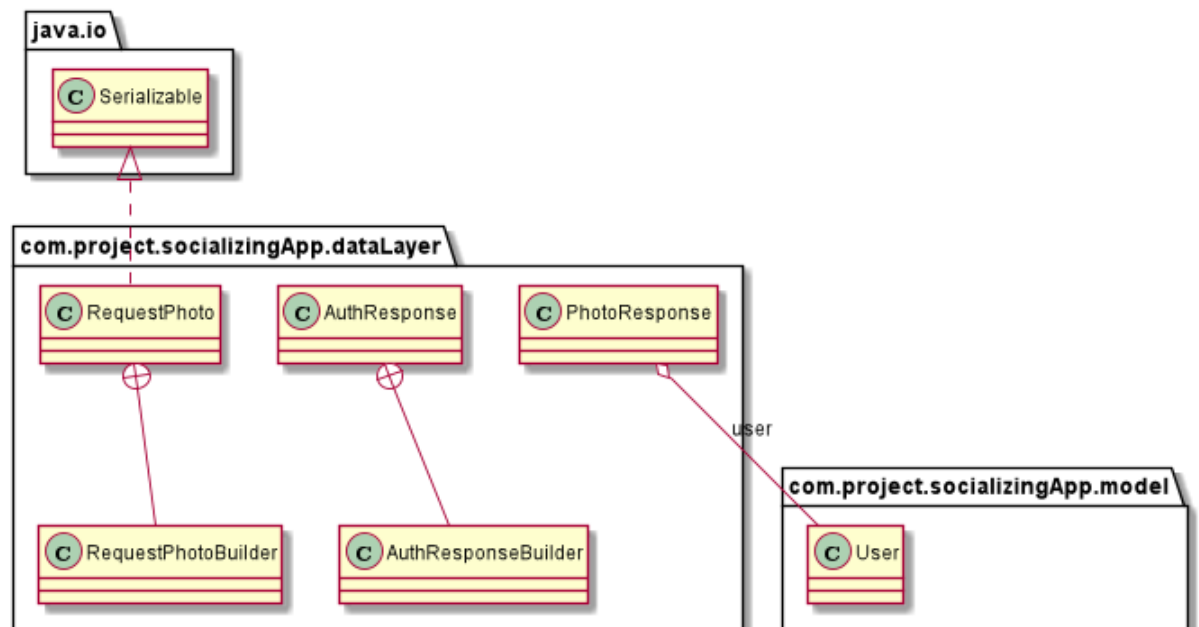 java.io
C Serializable
com.project.socializingApp.dataLayer
C RequestPhoto
C AuthResponse
C PhotoResponse
user
com.project.socializingApp.model
C RequestPhotoBuilder
C AuthResponseBuilder
C User